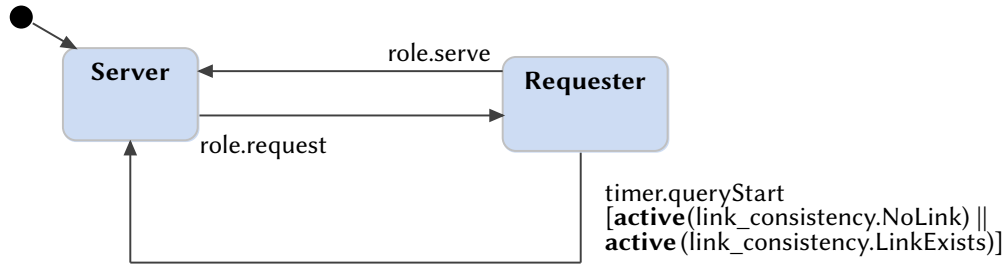 role.serve
Server
Requester
role.request
timer.queryStart
[active(link_consistency.NoLink) ||
active (link_consistency.LinkExists)]